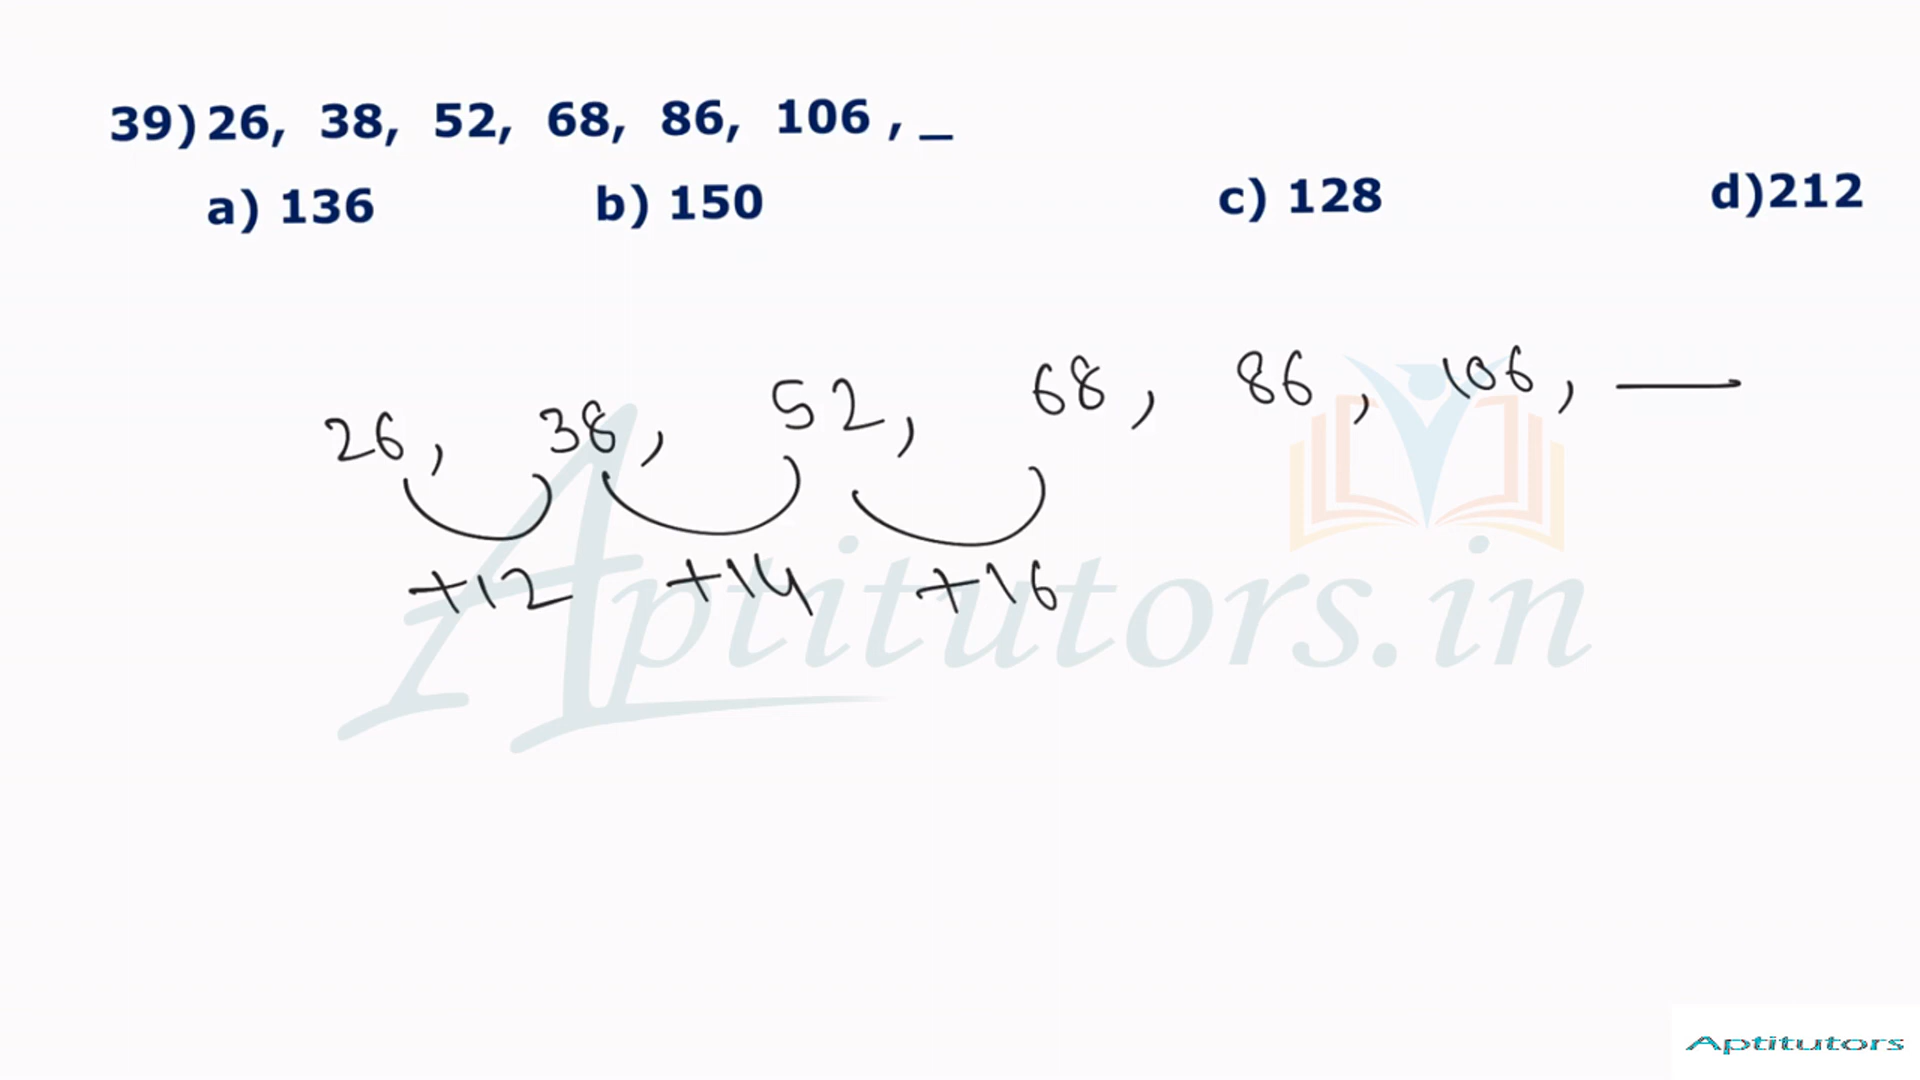 39) 26, 38, 52, 68, 86, 106 , _
a) 136 b) 150 c) 128 d)212
26, 38, 52, 68, 86, 106, ―
+12 +14 +16
Aptitutors.in
Aptitutors